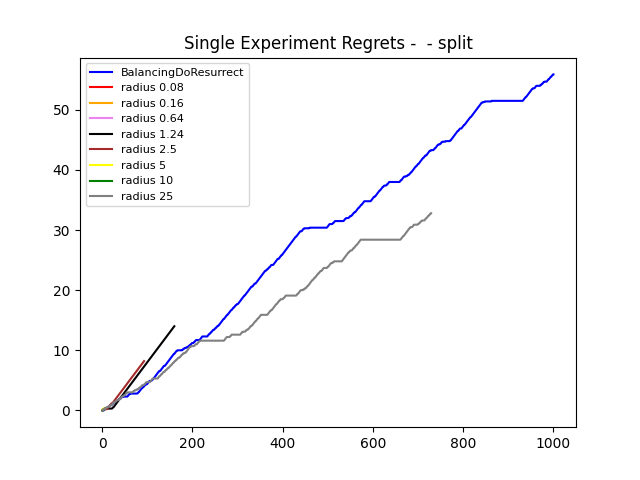 Single Experiment Regrets -  - split
BalancingDoResurrect
radius 0.08
radius 0.16
radius 0.64
radius 1.24
radius 2.5
radius 5
radius 10
radius 25
50
40
30
20
10
0
0 200 400 600 800 1000